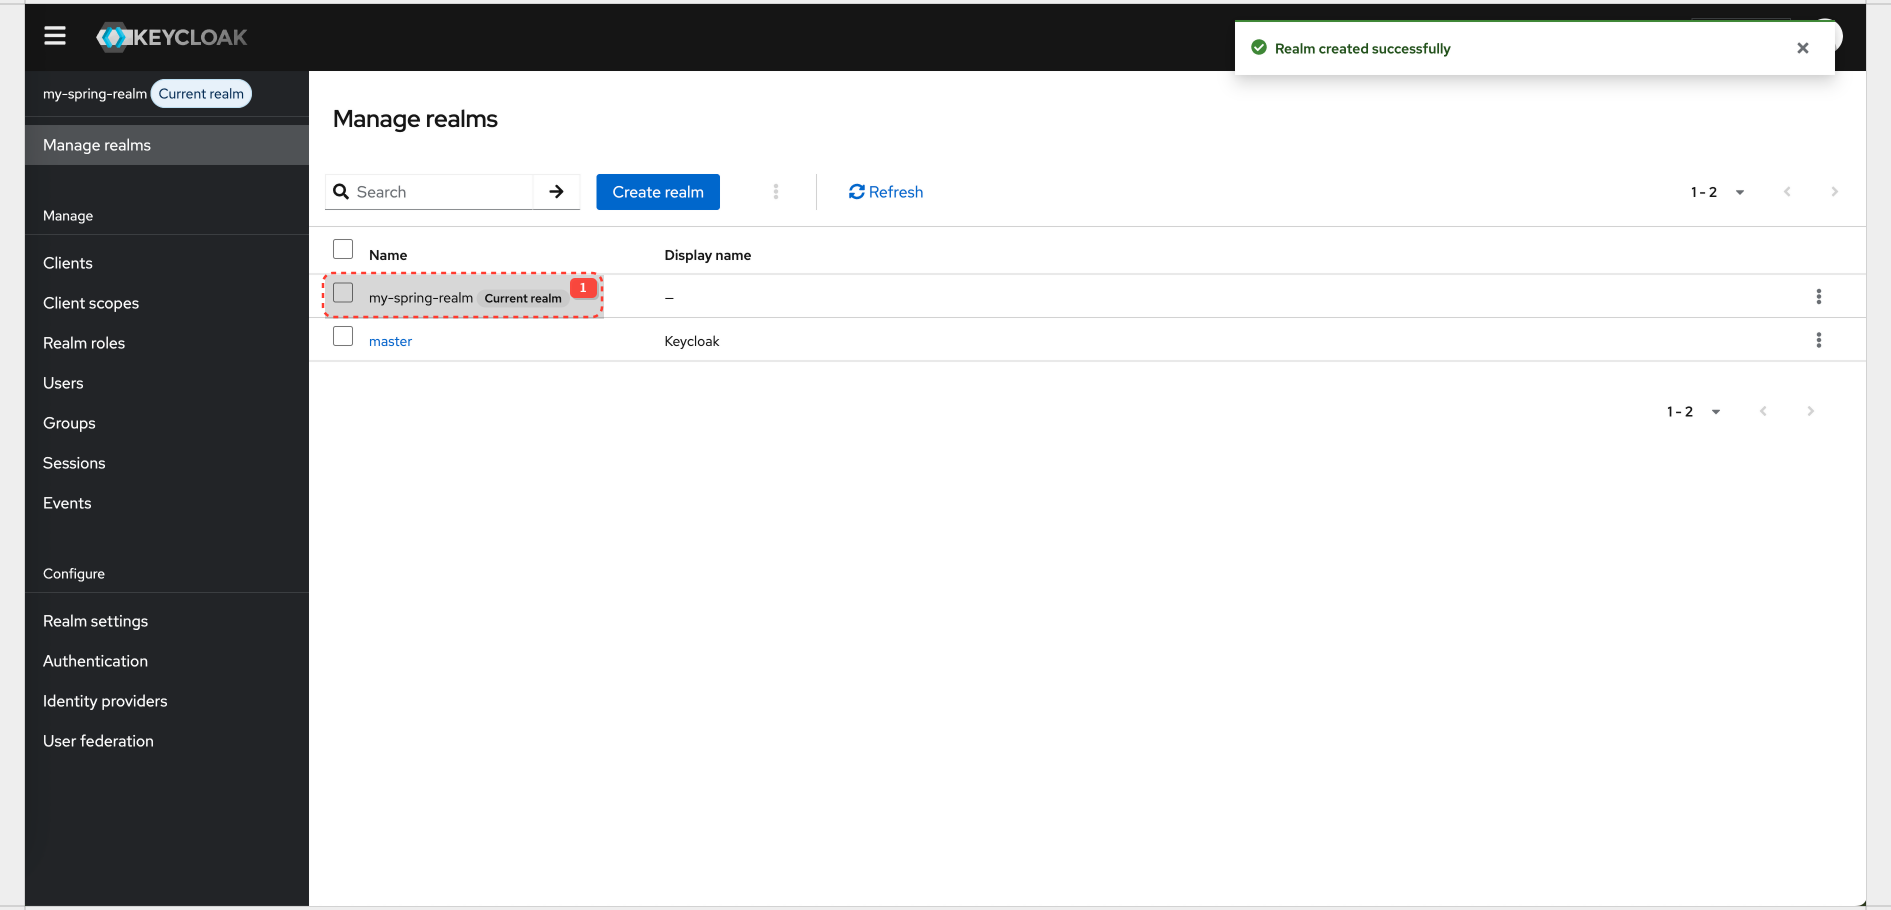 KEYCLOAK
Realm created successfully
my-spring-realm Current realm
Manage realms
Manage
Clients
Client scopes
Realm roles
Users
Groups
Sessions
Events
Configure
Realm settings
Authentication
Identity providers
User federation
Manage realms
Search Create realm Refresh 1 - 2
Name Display name
my-spring-realm Current realm 1 –
master Keycloak
1 - 2